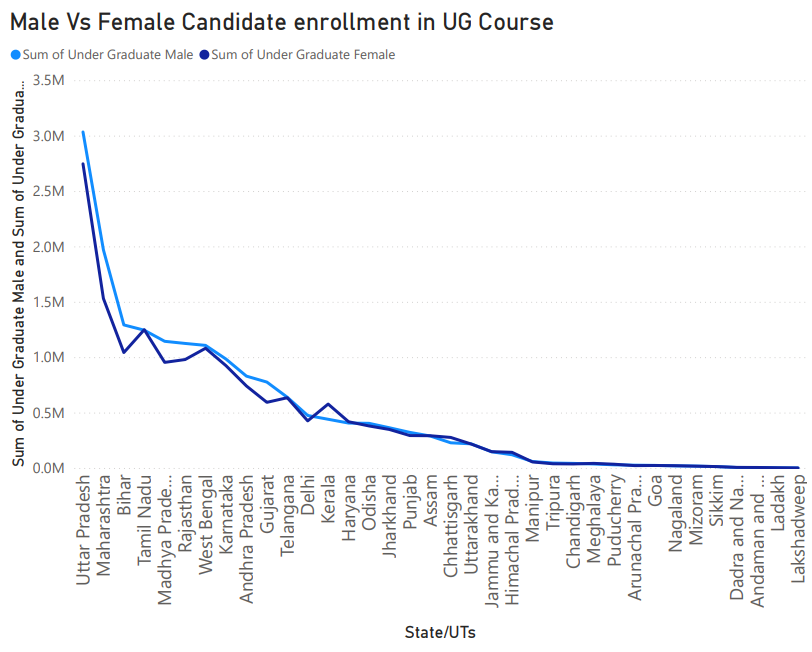 Male Vs Female Candidate enrollment in UG Course
Sum of Under Graduate Male Sum of Under Graduate Female
Sum of Under Graduate Male and Sum of Under Gradua...
3.5M
3.0M
2.5M
2.0M
1.5M
1.0M
0.5M
0.0M
Uttar Pradesh
Maharashtra
Bihar
Tamil Nadu
Madhya Prade...
Rajasthan
West Bengal
Karnataka
Andhra Pradesh
Gujarat
Telangana
Delhi
Kerala
Haryana
Odisha
Jharkhand
Punjab
Assam
Chhattisgarh
Uttarakhand
Jammu and Ka...
Himachal Prad...
Manipur
Tripura
Chandigarh
Meghalaya
Puducherry
Arunachal Pra...
Goa
Nagaland
Mizoram
Sikkim
Dadra and Na...
Andaman and ...
Ladakh
Lakshadweep
State/UTs